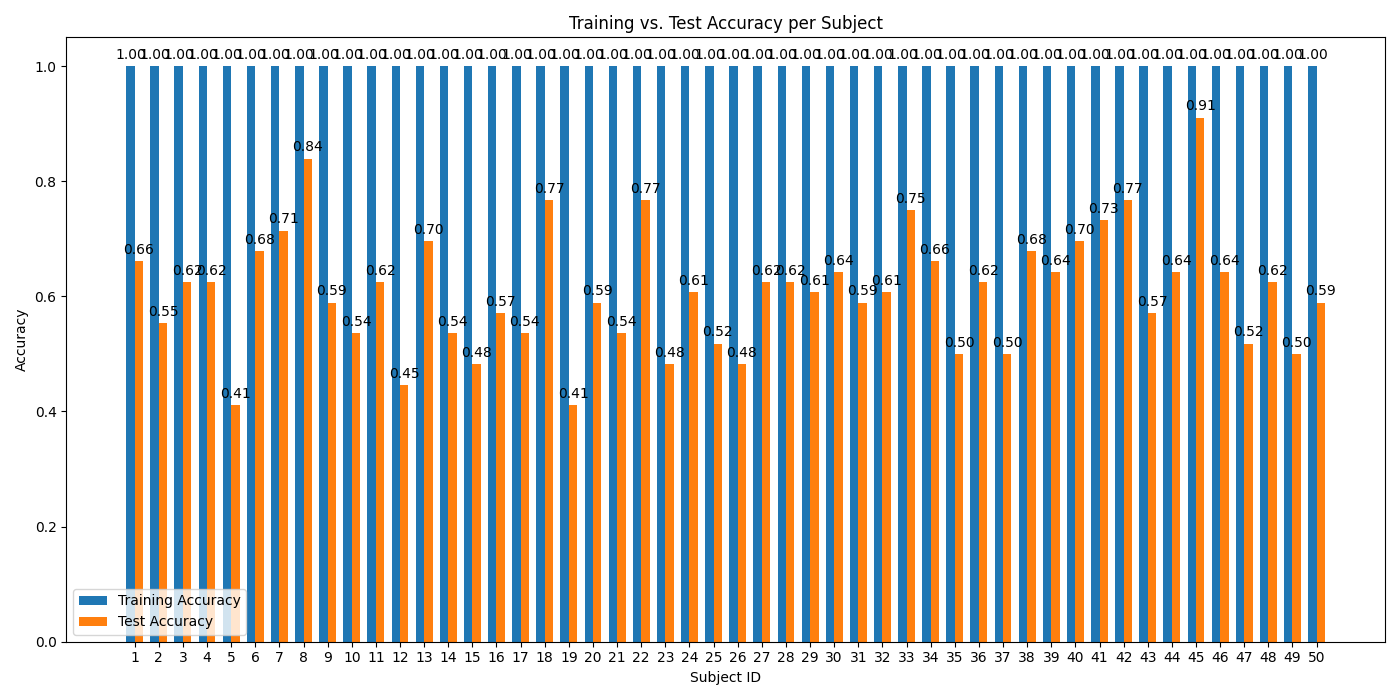 Training vs. Test Accuracy per Subject
1.00 1.00 1.00 1.00 1.00 1.00 1.00 1.00 1.00 1.00 1.00 1.00 1.00 1.00 1.00 1.00 1.00 1.00 1.00 1.00 1.00 1.00 1.00 1.00 1.00 1.00 1.00 1.00 1.00 1.00 1.00 1.00 1.00 1.00 1.00 1.00 1.00 1.00 1.00 1.00 1.00 1.00 1.00 1.00 1.00 1.00 1.00 1.00 1.00 1.00
0.66 0.55 0.62 0.62 0.41 0.68 0.71 0.84 0.59 0.54 0.62 0.45 0.70 0.54 0.48 0.57 0.54 0.77 0.41 0.59 0.54 0.77 0.48 0.61 0.52 0.48 0.62 0.62 0.61 0.64 0.59 0.61 0.75 0.66 0.50 0.62 0.50 0.68 0.64 0.70 0.73 0.77 0.57 0.64 0.91 0.64 0.52 0.62 0.50 0.59
1.0
0.8
0.6
0.4
0.2
0.0
Accuracy
Training Accuracy
Test Accuracy
1 2 3 4 5 6 7 8 9 10 11 12 13 14 15 16 17 18 19 20 21 22 23 24 25 26 27 28 29 30 31 32 33 34 35 36 37 38 39 40 41 42 43 44 45 46 47 48 49 50
Subject ID